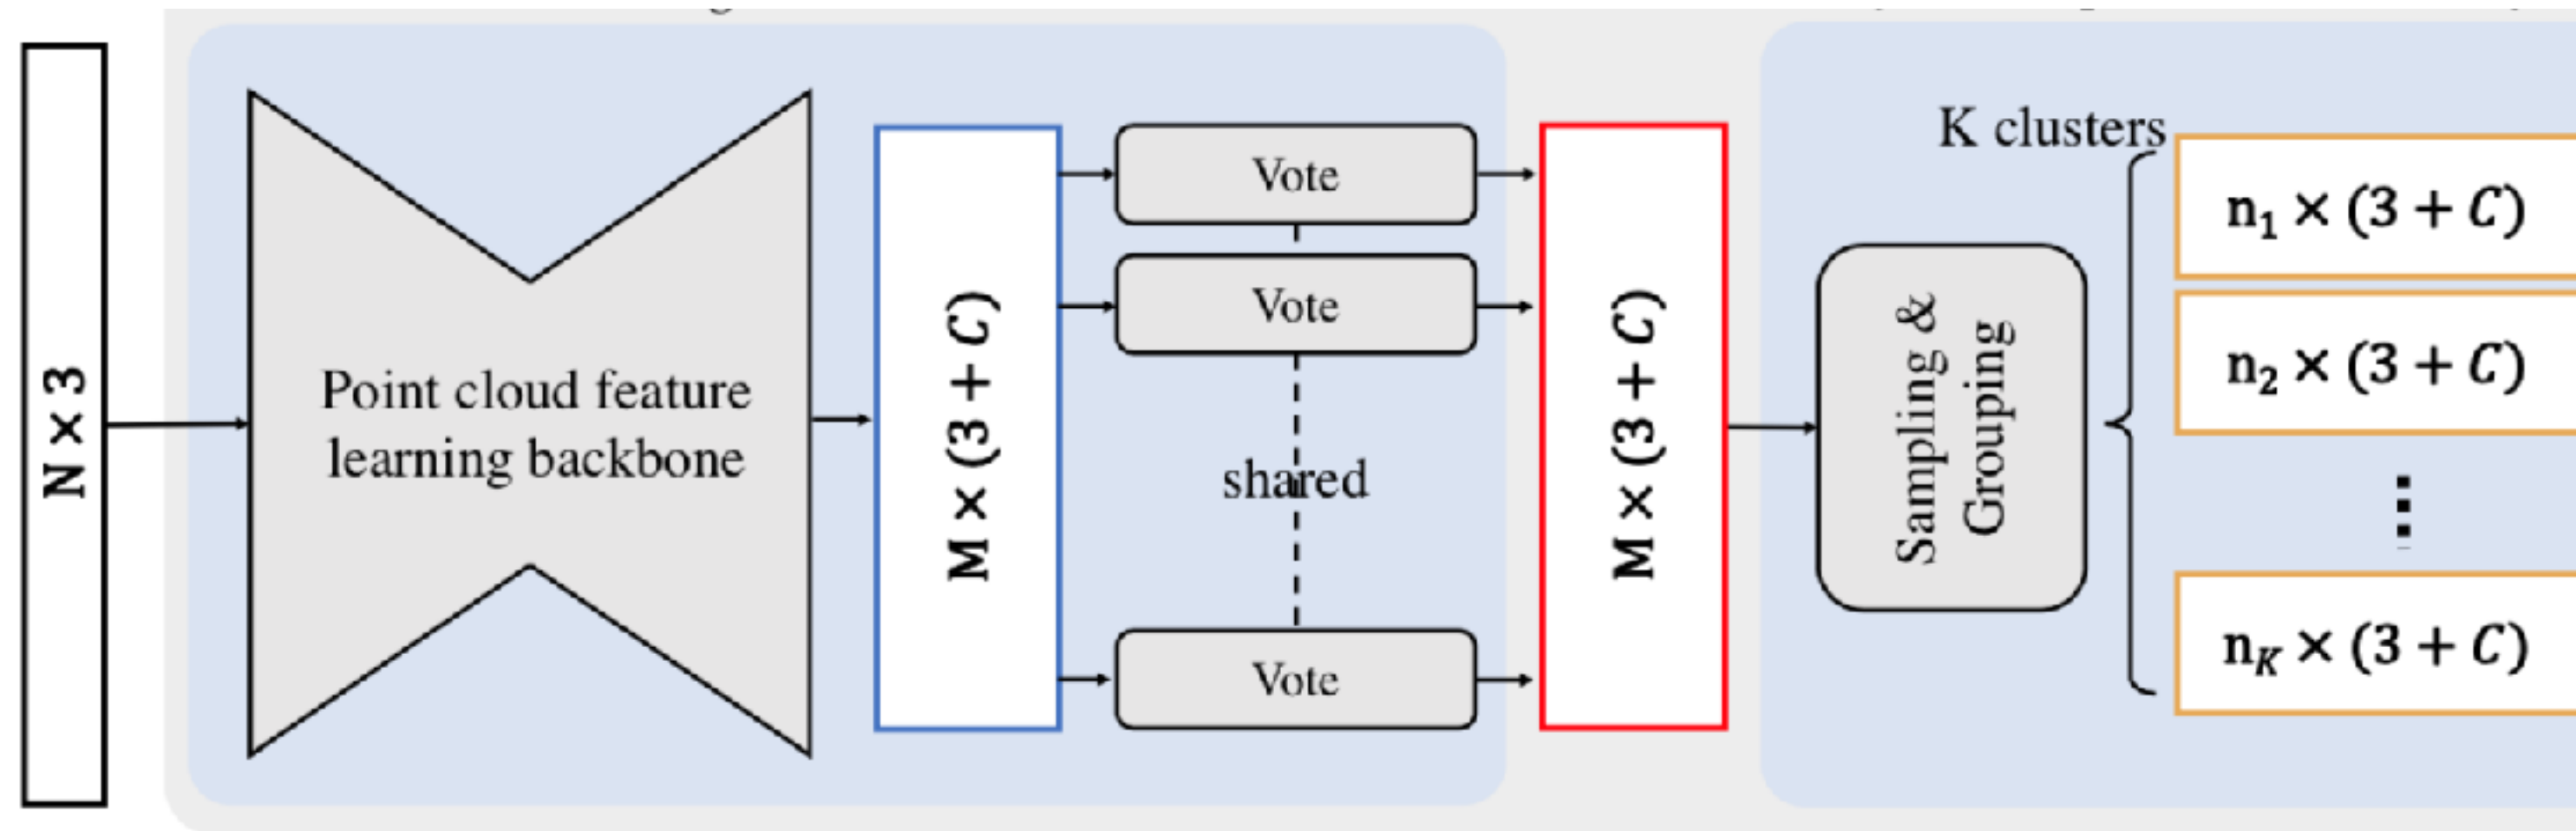 N × 3
Point cloud feature
learning backbone
M × (3 + C)
Vote
Vote
shared
Vote
M × (3 + C)
Sampling &
Grouping
K clusters
n₁ × (3 + C)
n₂ × (3 + C)
n_K × (3 + C)